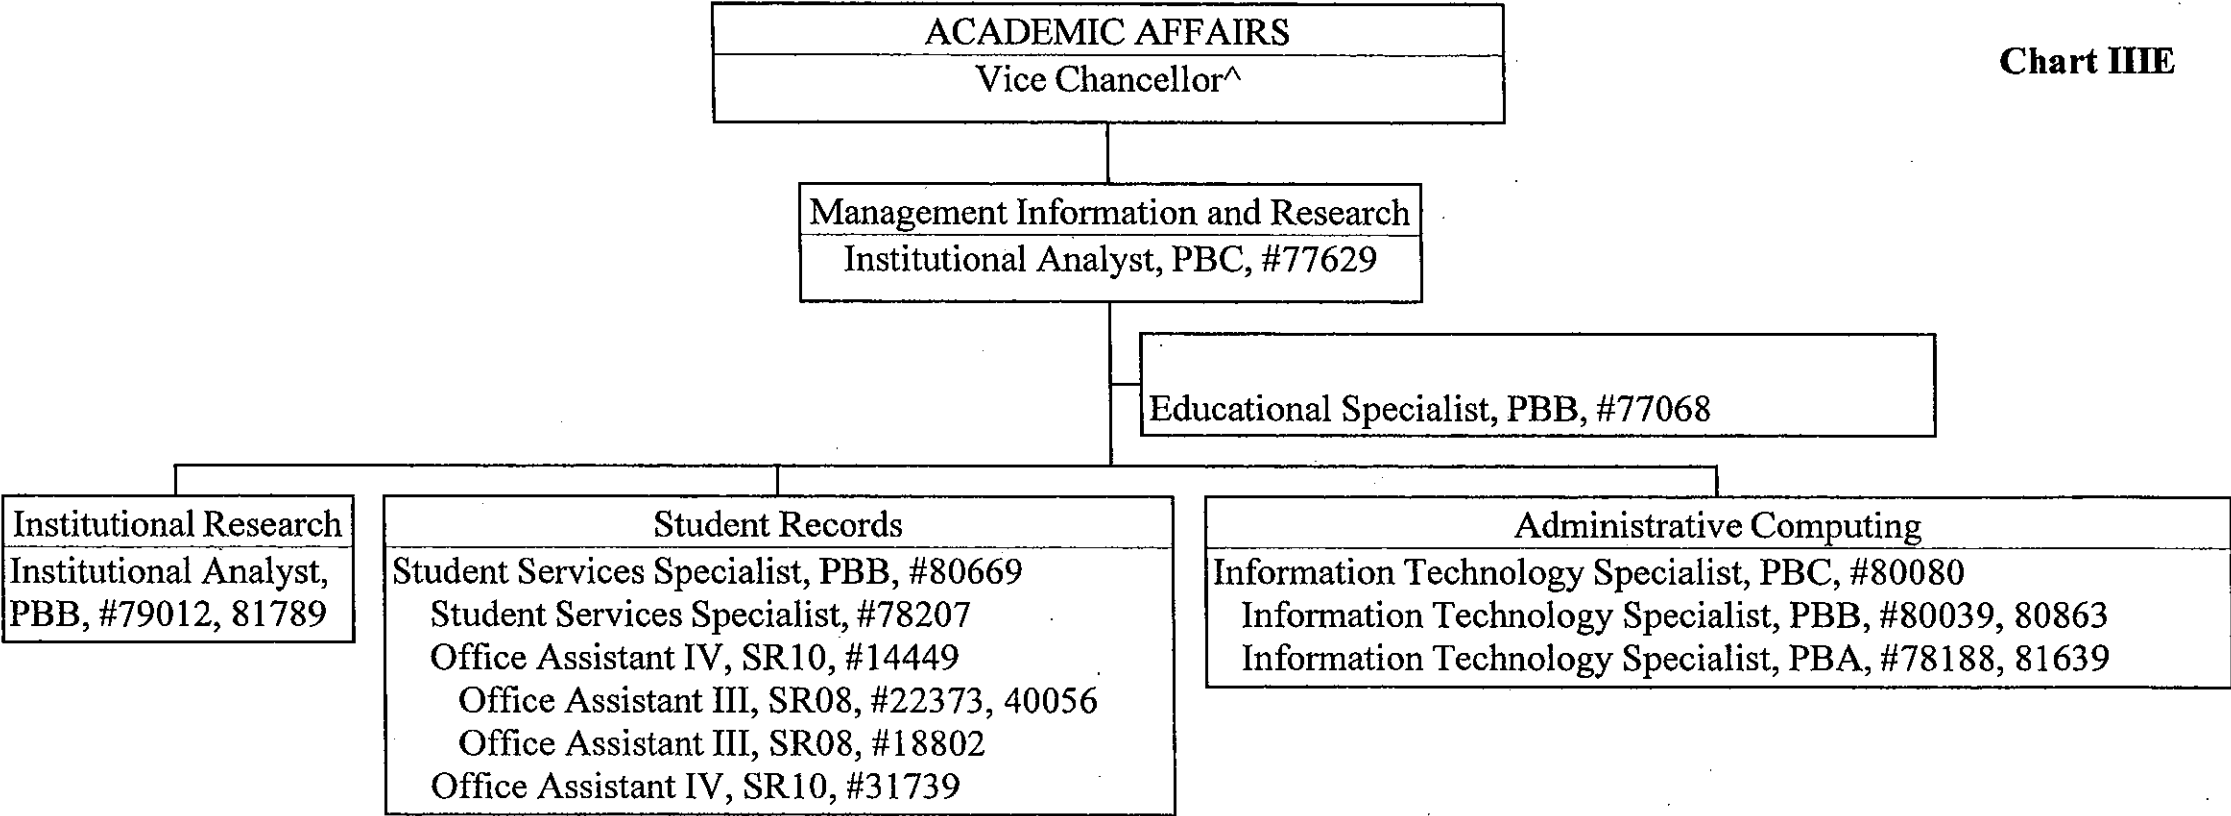 ACADEMIC AFFAIRS
Vice Chancellor^
Chart IIIE
Management Information and Research
Institutional Analyst, PBC, #77629
Educational Specialist, PBB, #77068
Institutional Research
Institutional Analyst,
PBB, #79012, 81789
Student Records
Student Services Specialist, PBB, #80669
Student Services Specialist, #78207
Office Assistant IV, SR10, #14449
Office Assistant III, SR08, #22373, 40056
Office Assistant III, SR08, #18802
Office Assistant IV, SR10, #31739
Administrative Computing
Information Technology Specialist, PBC, #80080
Information Technology Specialist, PBB, #80039, 80863
Information Technology Specialist, PBA, #78188, 81639